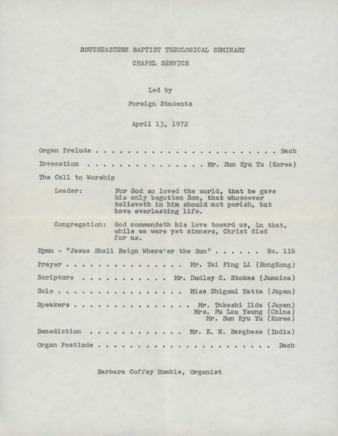 SOUTHEASTERN BAPTIST THEOLOGICAL SEMINARY
CHAPEL SERVICE
Led by
Foreign Students
April 13, 1972
Organ Prelude . . . . . . . . . . . . . . . . . . . . . . . . Bach
Invocation . . . . . . . . . . . . . . . Mr. Sun Kyu Yu (Korea)
The Call to Worship
Leader: For God so loved the world, that he gave
his only begotten Son, that whosoever
believeth in him should not perish, but
have everlasting life.
Congregation: God commendeth his love toward us, in that,
while we were yet sinners, Christ died
for us.
Hymn - "Jesus Shall Reign Where'er the Sun" . . . . . . No. 116
Prayer . . . . . . . . . . . . . . . Mr. Tai Ping Li (HongKong)
Scripture . . . . . . . . . . . . Mr. Dudley C. Stokes (Jamaica)
Solo . . . . . . . . . . . . . . . . Miss Shigemi Hatta (Japan)
Speakers . . . . . . . . . . . . . . . Mr. Takeshi Iida (Japan)
Mrs. Fu Lau Yeung (China)
Mr. Sun Kyu Yu (Korea)
Benediction . . . . . . . . . . . . . Mr. K. N. Varghese (India)
Organ Postlude . . . . . . . . . . . . . . . . . . . . . . . Bach
Barbara Coffey Humble, Organist